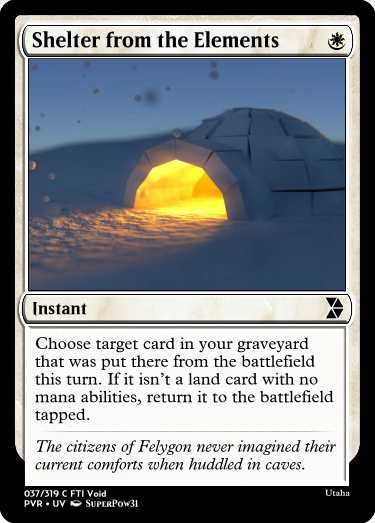 Shelter from the Elements
Instant
Choose target card in your graveyard
that was put there from the battlefield
this turn. If it isn't a land card with no
mana abilities, return it to the battlefield
tapped.
The citizens of Felygon never imagined their
current comforts when huddled in caves.
037/319 C FTI Void
Utaha
PVR • UV SuperPow31